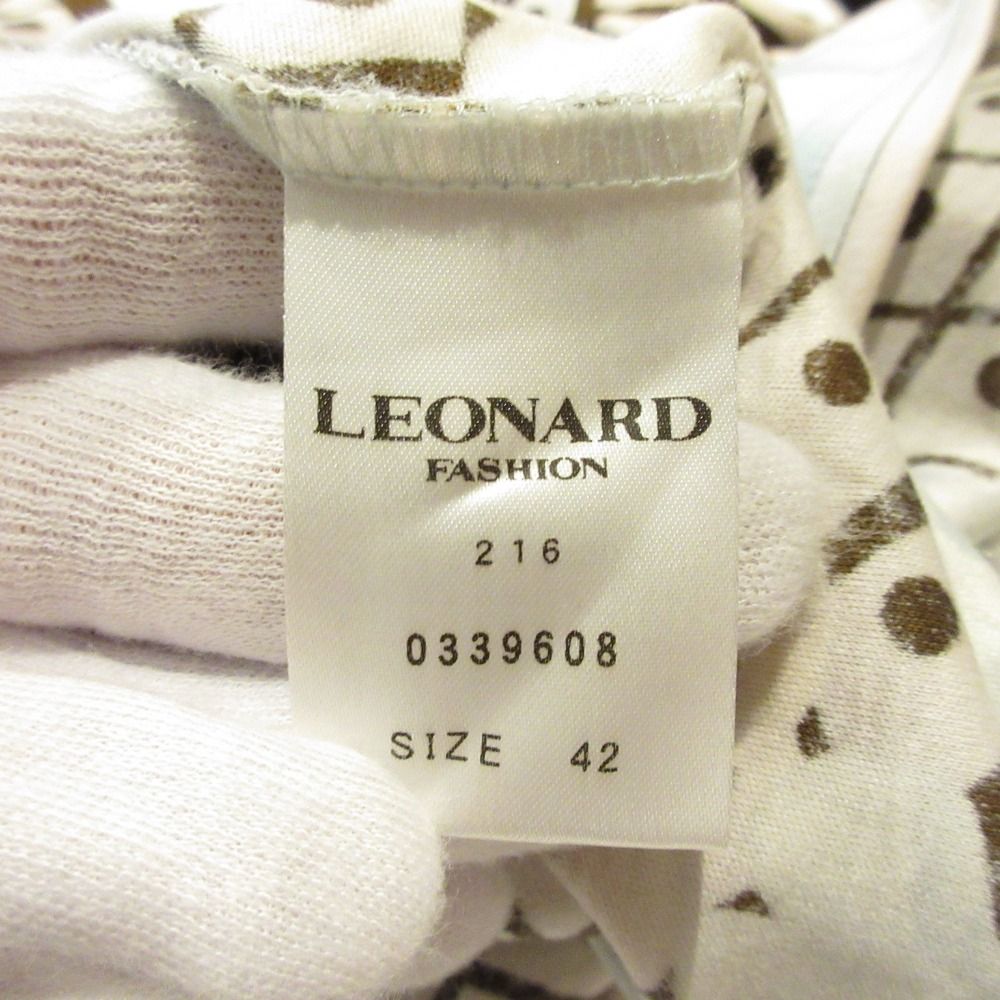 LEONARD
FASHION
216
0339608
SIZE 42